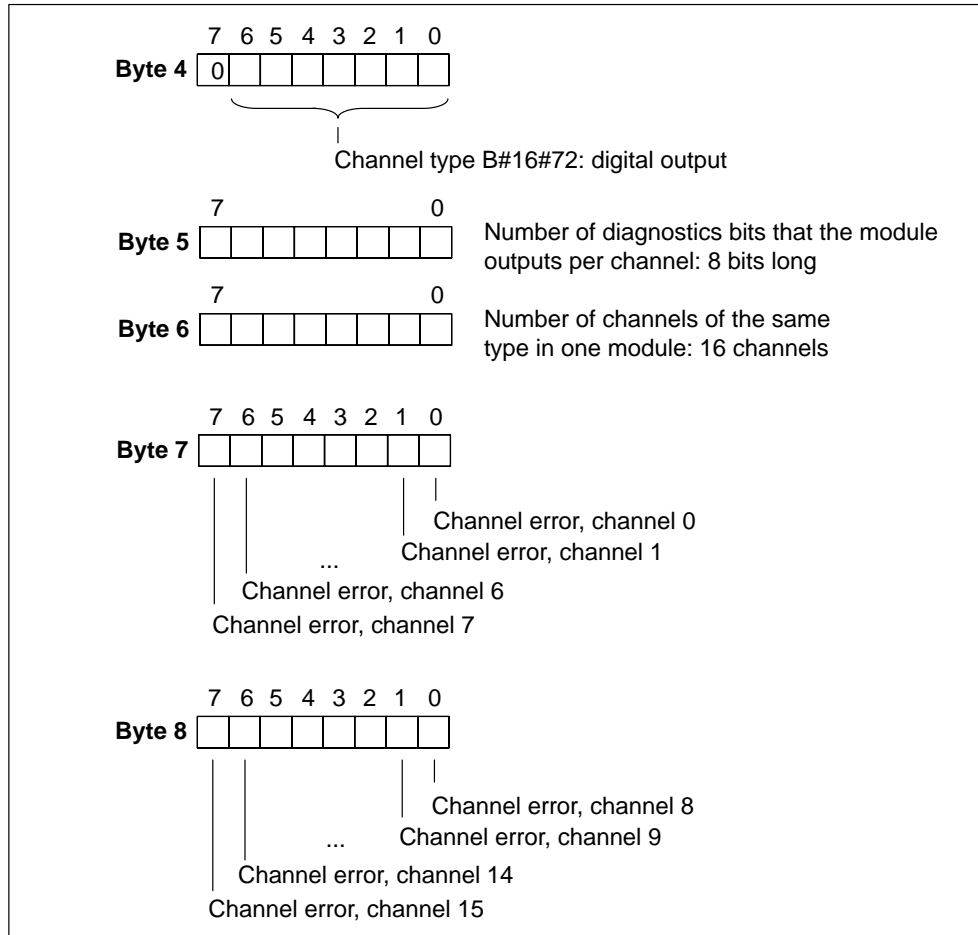 7 6 5 4 3 2 1 0
Byte 4 0
Channel type B#16#72: digital output
7 0
Byte 5
Number of diagnostics bits that the module
outputs per channel: 8 bits long
7 0
Byte 6
Number of channels of the same
type in one module: 16 channels
7 6 5 4 3 2 1 0
Byte 7
Channel error, channel 0
Channel error, channel 1
...
Channel error, channel 6
Channel error, channel 7
7 6 5 4 3 2 1 0
Byte 8
Channel error, channel 8
Channel error, channel 9
...
Channel error, channel 14
Channel error, channel 15